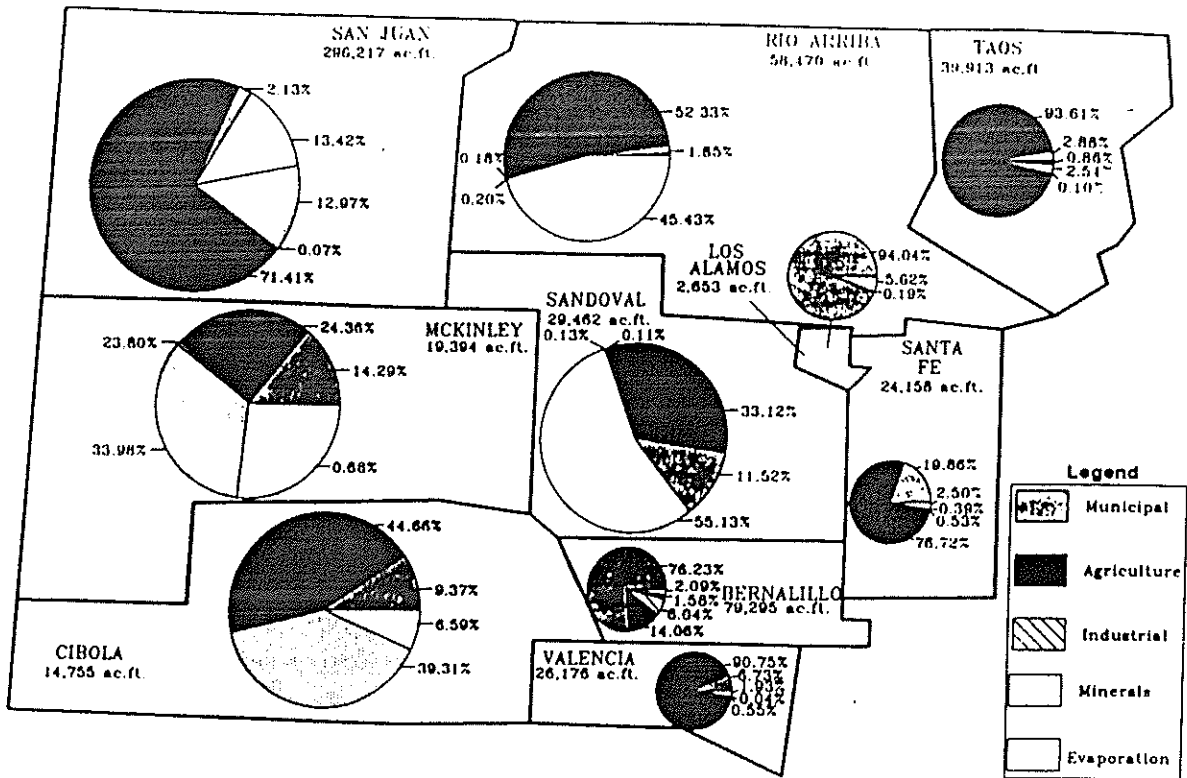 SAN JUAN
296,217 ac.ft.
2.13%
13.42%
12.97%
0.07%
71.41%
RIO ARRIBA
58,470 ac.ft
52.33%
1.85%
45.43%
0.20%
0.18%
TAOS
39,913 ac.ft
93.61%
2.88%
0.86%
2.51%
0.10%
LOS
ALAMOS
2,653 ac.ft.
94.04%
5.62%
0.19%
MCKINLEY
19,394 ac.ft.
24.36%
14.29%
0.68%
33.98%
23.80%
SANDOVAL
29,462 ac.ft.
0.13%
0.11%
33.12%
11.52%
55.13%
SANTA
FE
24,158 ac.ft.
19.86%
2.50%
0.39%
0.53%
76.72%
CIBOLA
14,755 ac.ft.
44.66%
9.37%
6.59%
39.31%
BERNALILLO
79,295 ac.ft.
76.23%
2.09%
1.58%
6.04%
14.06%
VALENCIA
26,176 ac.ft.
90.75%
6.73%
0.04%
0.55%
Legend
Municipal
Agriculture
Industrial
Minerals
Evaporation